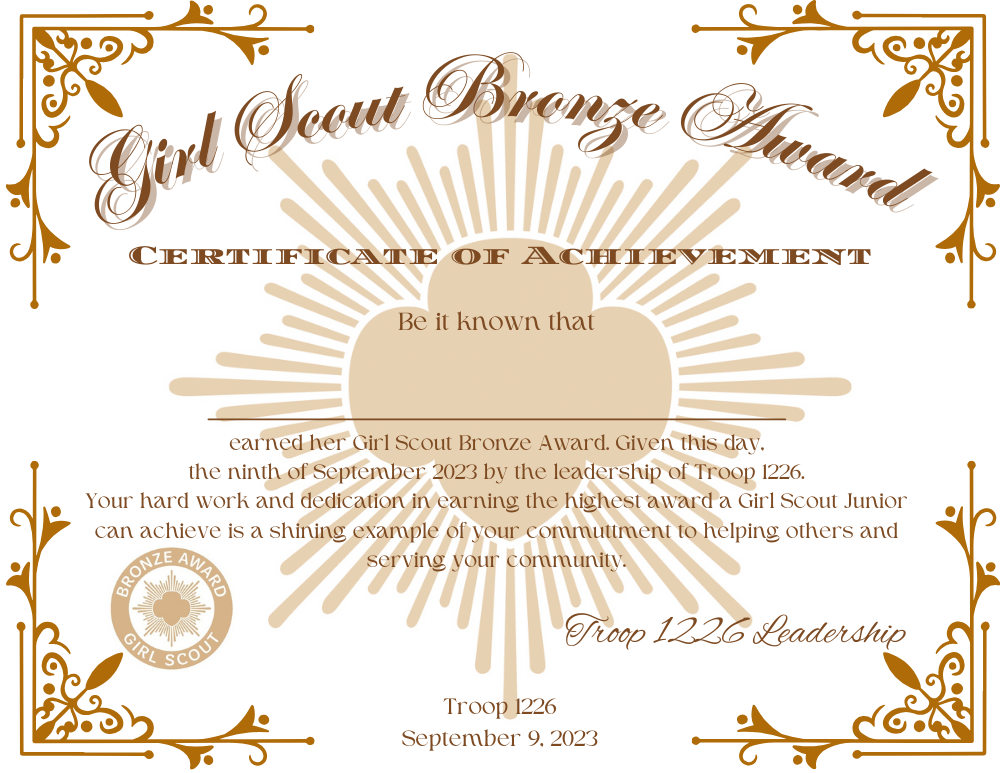 Girl Scout Bronze Award
Certificate of Achievement
Be it known that
earned her Girl Scout Bronze Award. Given this day,
the ninth of September 2023 by the leadership of Troop 1226.
Your hard work and dedication in earning the highest award a Girl Scout Junior
can achieve is a shining example of your commuttment to helping others and
serving your community.
BRONZE AWARD
GIRL SCOUT
Troop 1226 Leadership
Troop 1226
September 9, 2023